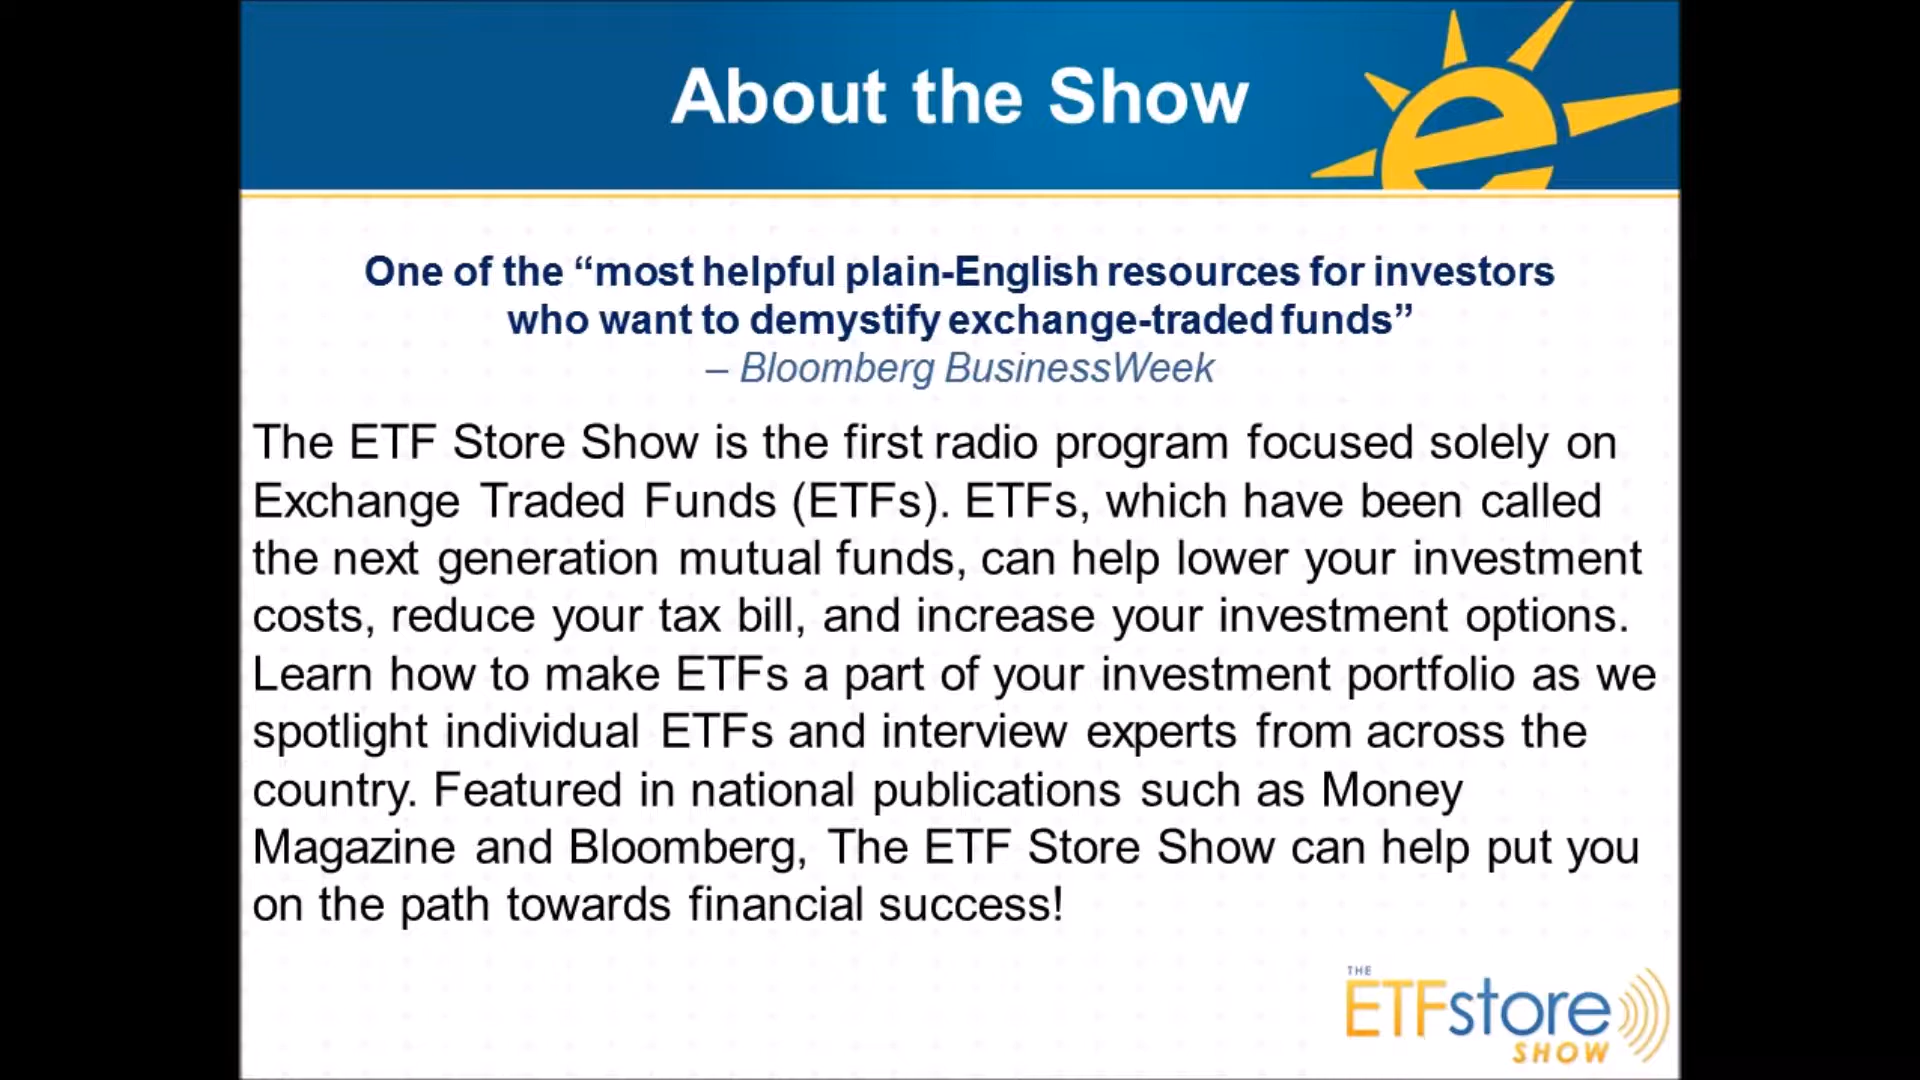 About the Show
One of the “most helpful plain-English resources for investors
who want to demystify exchange-traded funds”
– Bloomberg BusinessWeek
The ETF Store Show is the first radio program focused solely on
Exchange Traded Funds (ETFs). ETFs, which have been called
the next generation mutual funds, can help lower your investment
costs, reduce your tax bill, and increase your investment options.
Learn how to make ETFs a part of your investment portfolio as we
spotlight individual ETFs and interview experts from across the
country. Featured in national publications such as Money
Magazine and Bloomberg, The ETF Store Show can help put you
on the path towards financial success!
THE
ETFstore
SHOW